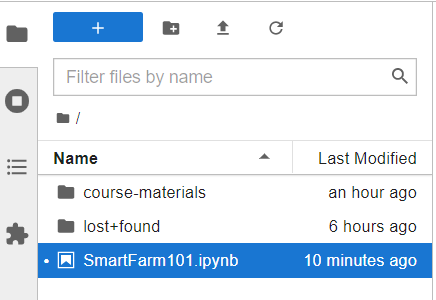 Filter files by name
/
Name Last Modified
course-materials an hour ago
lost+found 6 hours ago
SmartFarm101.ipynb 10 minutes ago